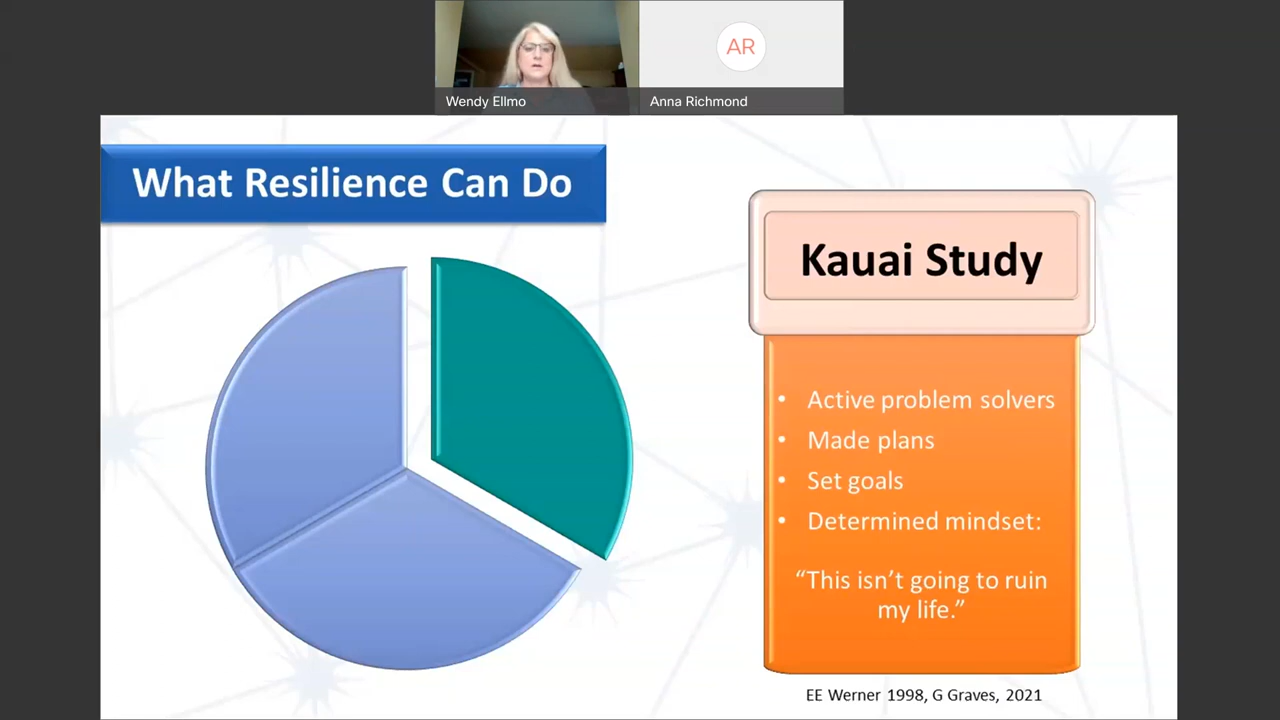 AR
Wendy Ellmo
Anna Richmond
What Resilience Can Do
Kauai Study
• Active problem solvers
• Made plans
• Set goals
• Determined mindset:
“This isn’t going to ruin
my life.”
EE Werner 1998, G Graves, 2021